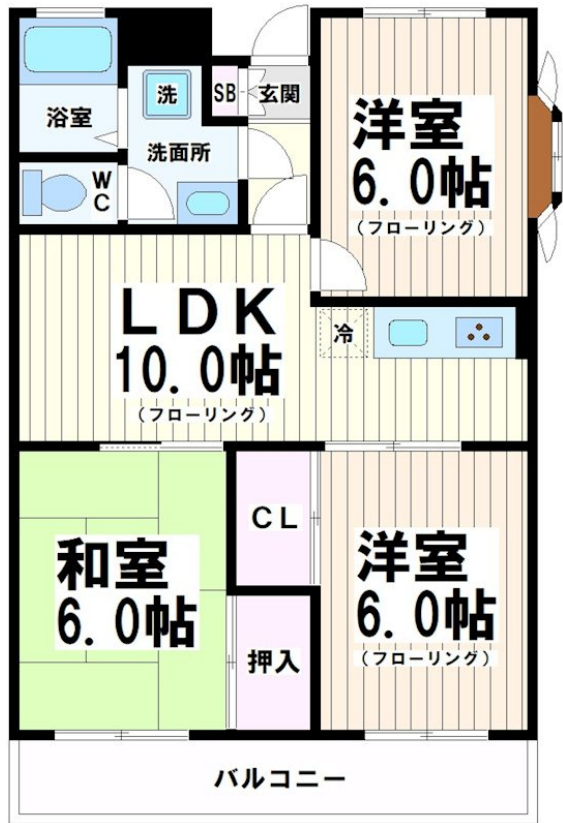 浴室
洗
SB
玄関
洗面所
WC
洋室
6.0帖
(フローリング)
LDK
10.0帖
(フローリング)
冷
和室
6.0帖
CL
押入
洋室
6.0帖
(フローリング)
バルコニー